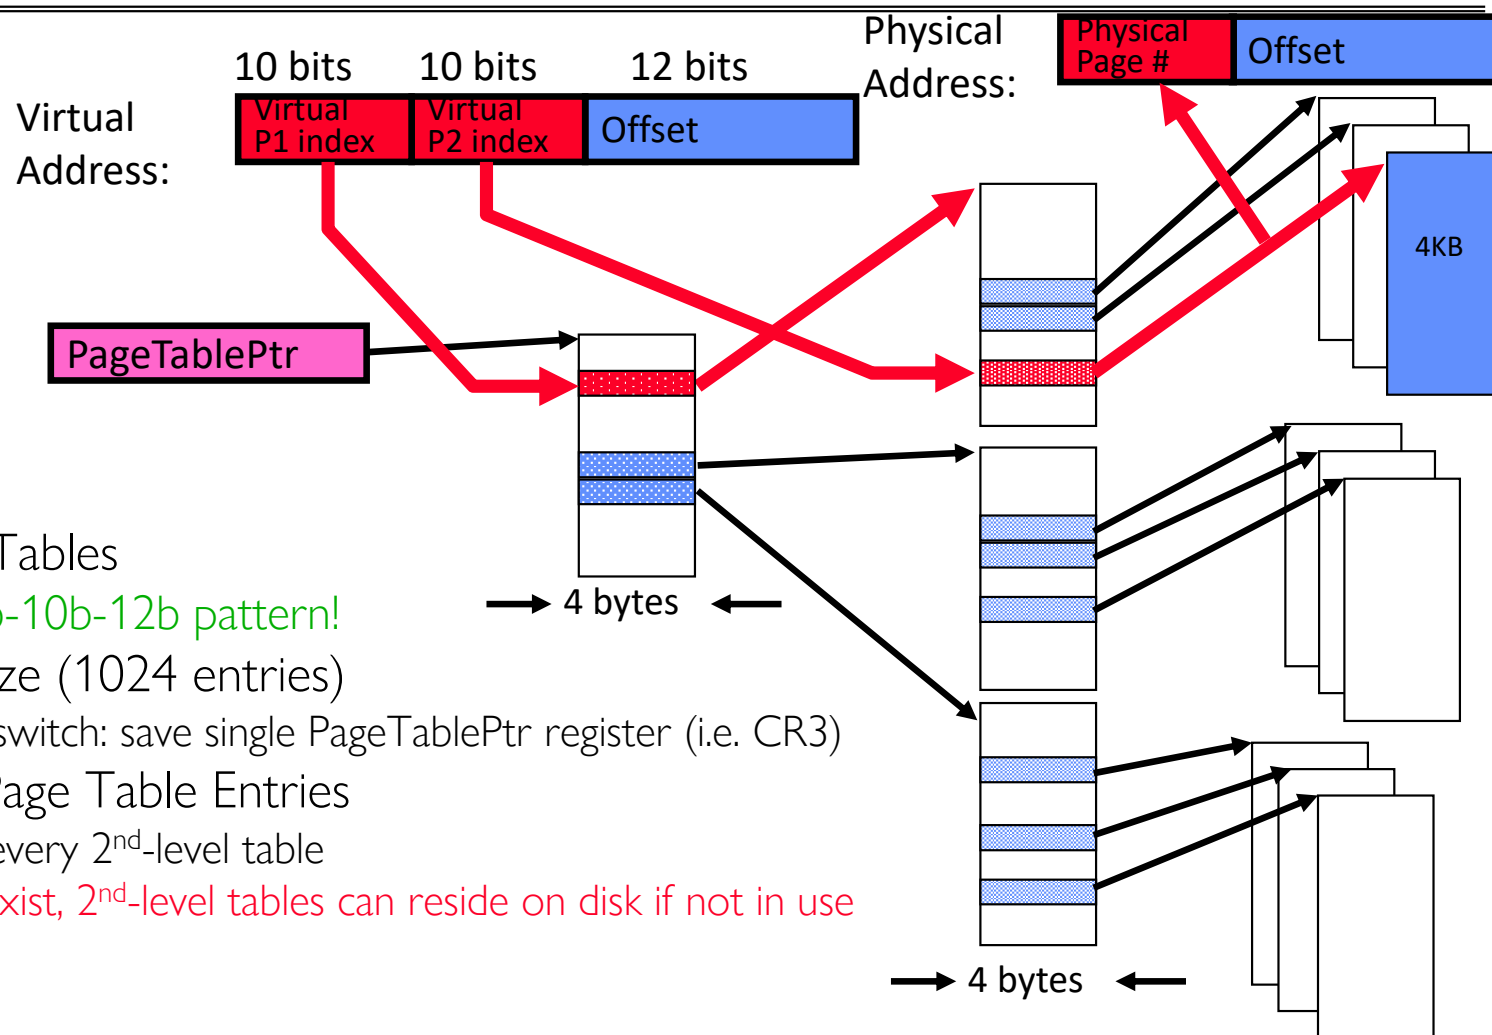 Physical
Address:
Physical
Page #
Offset
10 bits
10 bits
12 bits
Virtual
Address:
Virtual
P1 index
Virtual
P2 index
Offset
4KB
PageTablePtr
4 bytes
Tables
-10b-12b pattern!
ze (1024 entries)
switch: save single PageTablePtr register (i.e. CR3)
Page Table Entries
every 2nd-level table
xist, 2nd-level tables can reside on disk if not in use
4 bytes